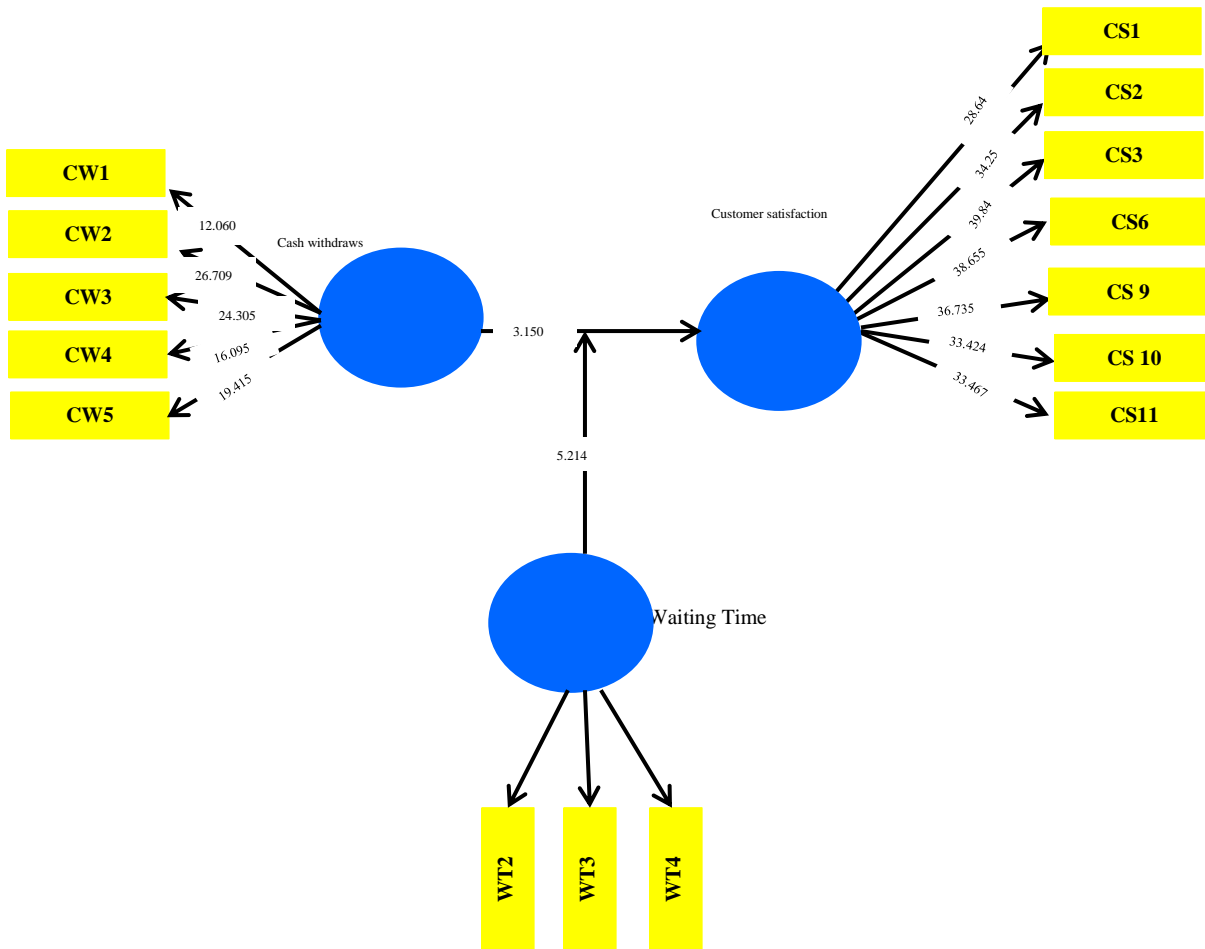 CS1
CS2
CS3
CS6
CS 9
CS 10
CS11
28.64
34.25
39.84
38.655
36.735
33.424
33.467
Customer satisfaction
CW1
CW2
CW3
CW4
CW5
12.060
26.709
24.305
16.095
19.415
Cash withdraws
3.150
5.214
Waiting Time
WT2
WT3
WT4